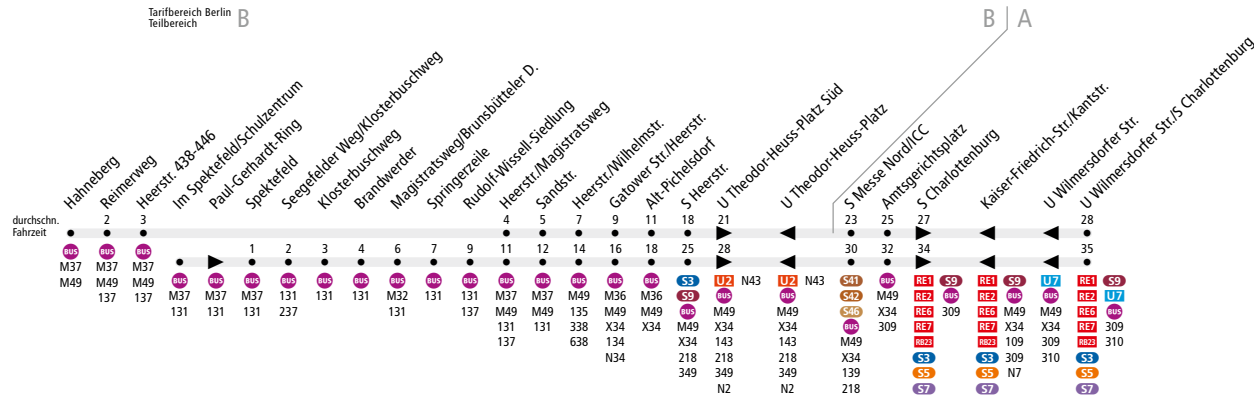 Tarifbereich Berlin
Teilbereich
B
B
A
Hahneberg
Reimerweg
Heerstr. 438-446
Im Spektefeld/Schulzentrum
Paul-Gerhardt-Ring
Spektefeld
Seegefelder Weg/Klosterbuschweg
Klosterbuschweg
Brandwerder
Magistratsweg/Brunsbütteler D.
Springerzeile
Rudolf-Wissell-Siedlung
Heerstr./Magistratsweg
Sandstr.
Heerstr./Wilhelmstr.
Gatower Str./Heerstr.
Alt-Pichelsdorf
S Heerstr.
U Theodor-Heuss-Platz Süd
U Theodor-Heuss-Platz
S Messe Nord/ICC
Amtsgerichtsplatz
S Charlottenburg
Kaiser-Friedrich-Str./Kantstr.
U Wilmersdorfer Str.
U Wilmersdorfer Str./S Charlottenburg
durchschn.
Fahrzeit
2 3 4 5 7 9 11 18 21 23 25 27 28
1 2 3 4 6 7 9 11 12 14 16 18 25 28 30 32 34 35
BUS
M37
M49
BUS
M37
M49
137
BUS
M37
M49
137
BUS
M37
131
BUS
M37
131
BUS
M37
131
BUS
131
237
BUS
131
BUS
131
BUS
M32
131
BUS
131
BUS
131
137
BUS
M37
M49
131
137
BUS
M37
M49
131
BUS
M49
135
338
638
BUS
M36
M49
X34
134
N34
BUS
M36
M49
X34
S3
S9
BUS
M49
X34
218
349
U2
BUS
M49
X34
143
218
349
N2
N43
U2
BUS
M49
X34
143
218
349
N2
N43
S41
S42
S46
BUS
M49
X34
139
218
BUS
M49
X34
309
RE1
RE2
RE6
RE7
RB23
S3
S5
S7
S9
BUS
309
RE1
RE2
RE6
RE7
RB23
S3
S5
S7
S9
BUS
M49
X34
109
309
N7
U7
BUS
M49
X34
309
310
RE1
RE2
RE6
RE7
RB23
S3
S5
S7
S9
U7
BUS
309
310